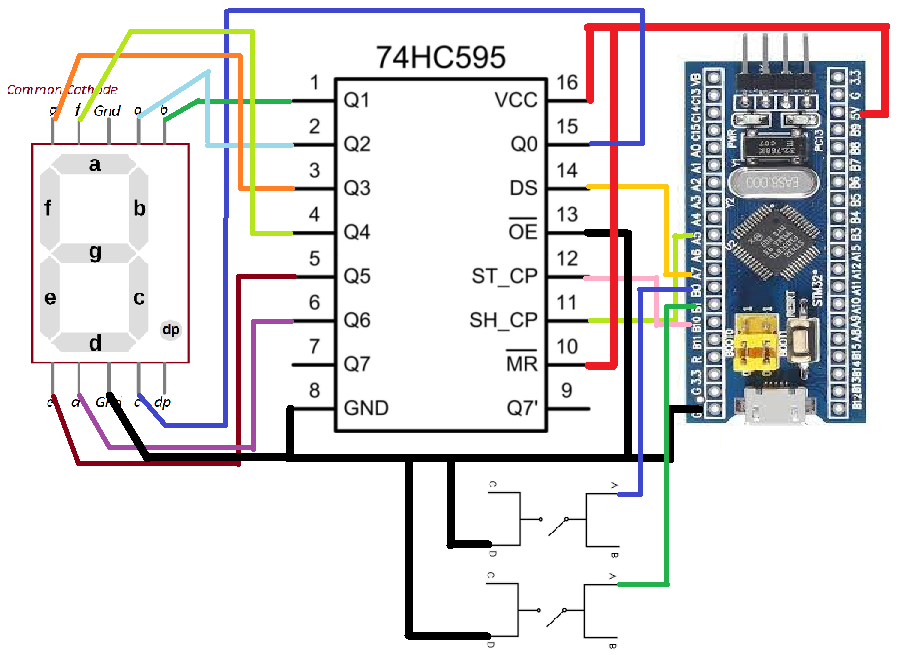 74HC595
Common Cathode
g f Gnd a b
a
f b
g
e c
d
dp
e d Gnd c dp
1 Q1
2 Q2
3 Q3
4 Q4
5 Q5
6 Q6
7 Q7
8 GND
16 VCC
15 Q0
14 DS
13 OE
12 ST_CP
11 SH_CP
10 MR
9 Q7'
C A
D B
C A
D B
VB
C13
C14
C15
A0
A1
A2
A3
A4
A5
A6
A7
B0
B1
B10
B11
R
3.3
G
G
3.3
G
5V
B9
B8
B7
B6
B5
B4
B3
A15
A12
A11
A10
A9
A8
B15
B14
B13
B12
PWR
PC13
Y1
Y2
U2
STM32
RESET
BOOT0